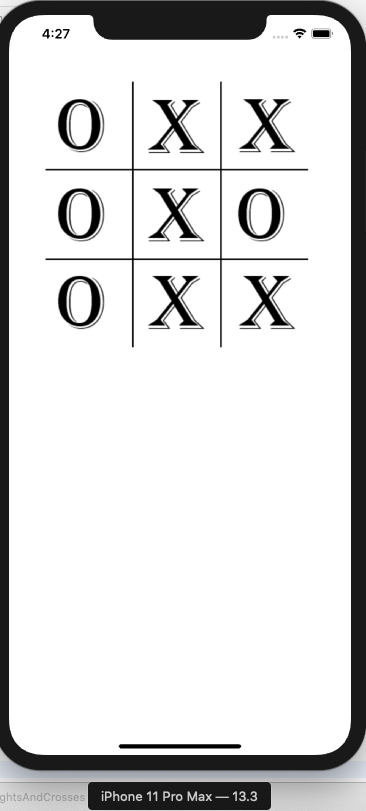 4:27
O X X
O X O
O X X
ghtsAndCrosses
iPhone 11 Pro Max — 13.3